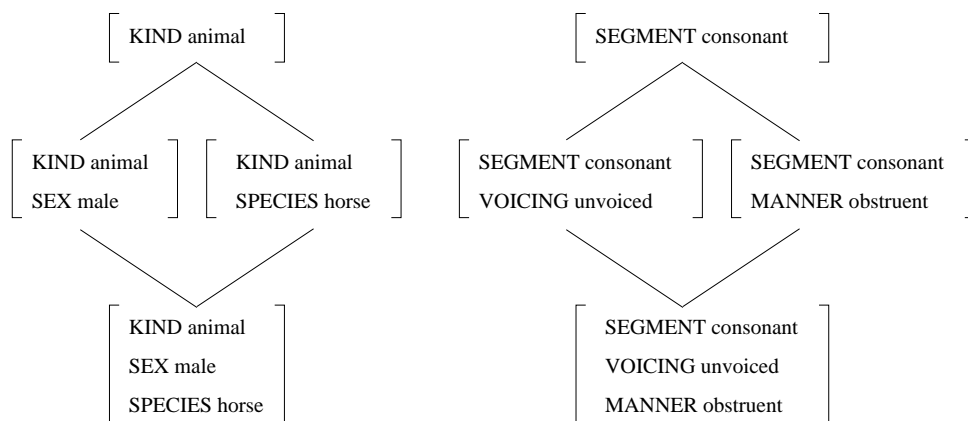 KIND animal
KIND animal
SEX male
KIND animal
SPECIES horse
KIND animal
SEX male
SPECIES horse
SEGMENT consonant
SEGMENT consonant
VOICING unvoiced
SEGMENT consonant
MANNER obstruent
SEGMENT consonant
VOICING unvoiced
MANNER obstruent